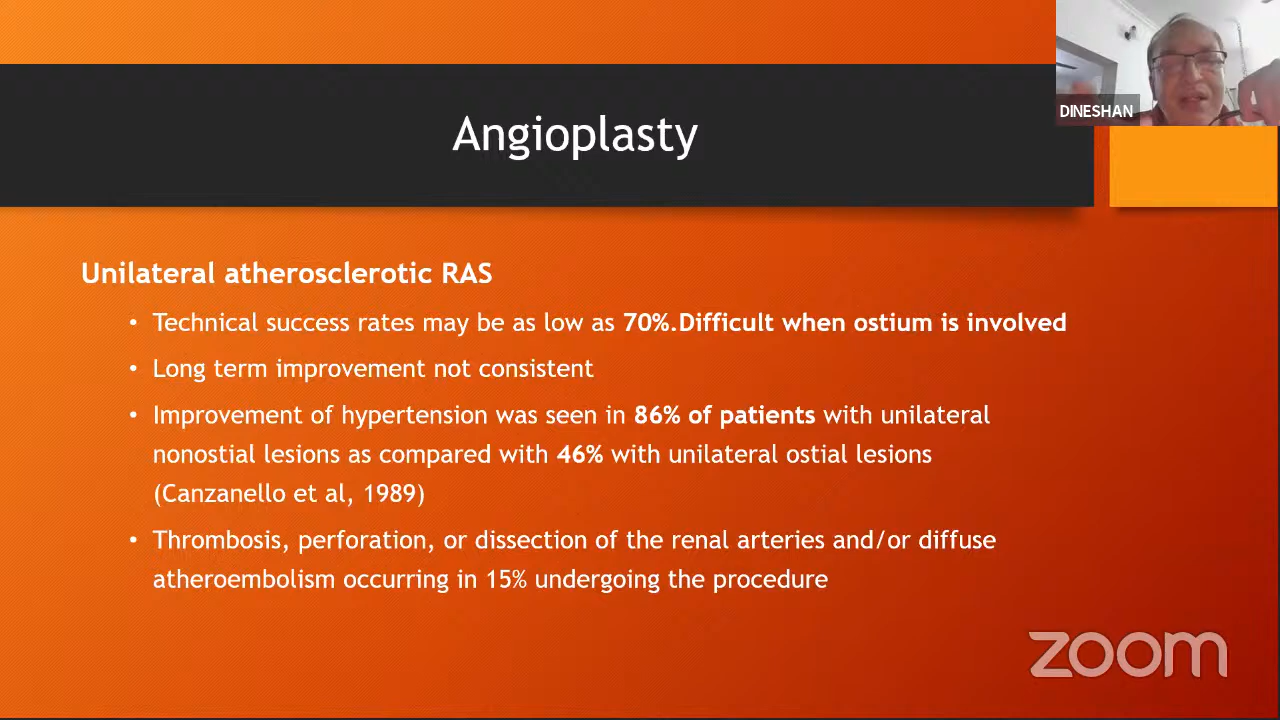 DINESHAN
Angioplasty
Unilateral atherosclerotic RAS
• Technical success rates may be as low as 70%.Difficult when ostium is involved
• Long term improvement not consistent
• Improvement of hypertension was seen in 86% of patients with unilateral
nonostial lesions as compared with 46% with unilateral ostial lesions
(Canzanello et al, 1989)
• Thrombosis, perforation, or dissection of the renal arteries and/or diffuse
atheroembolism occurring in 15% undergoing the procedure
zoom